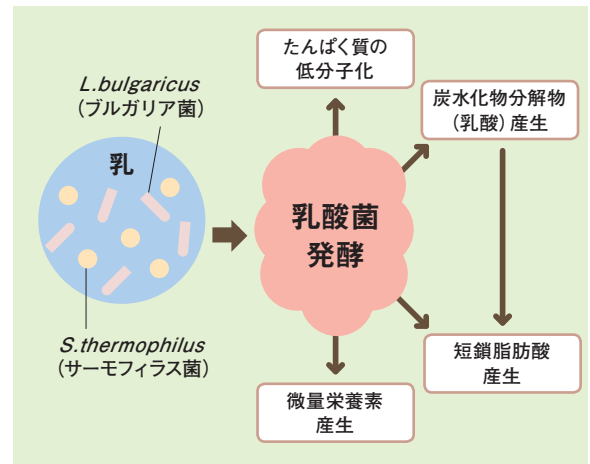 L.bulgaricus
（ブルガリア菌）
乳
S.thermophilus
（サーモフィラス菌）
乳酸菌
発酵
たんぱく質の
低分子化
炭水化物分解物
（乳酸）産生
短鎖脂肪酸
産生
微量栄養素
産生